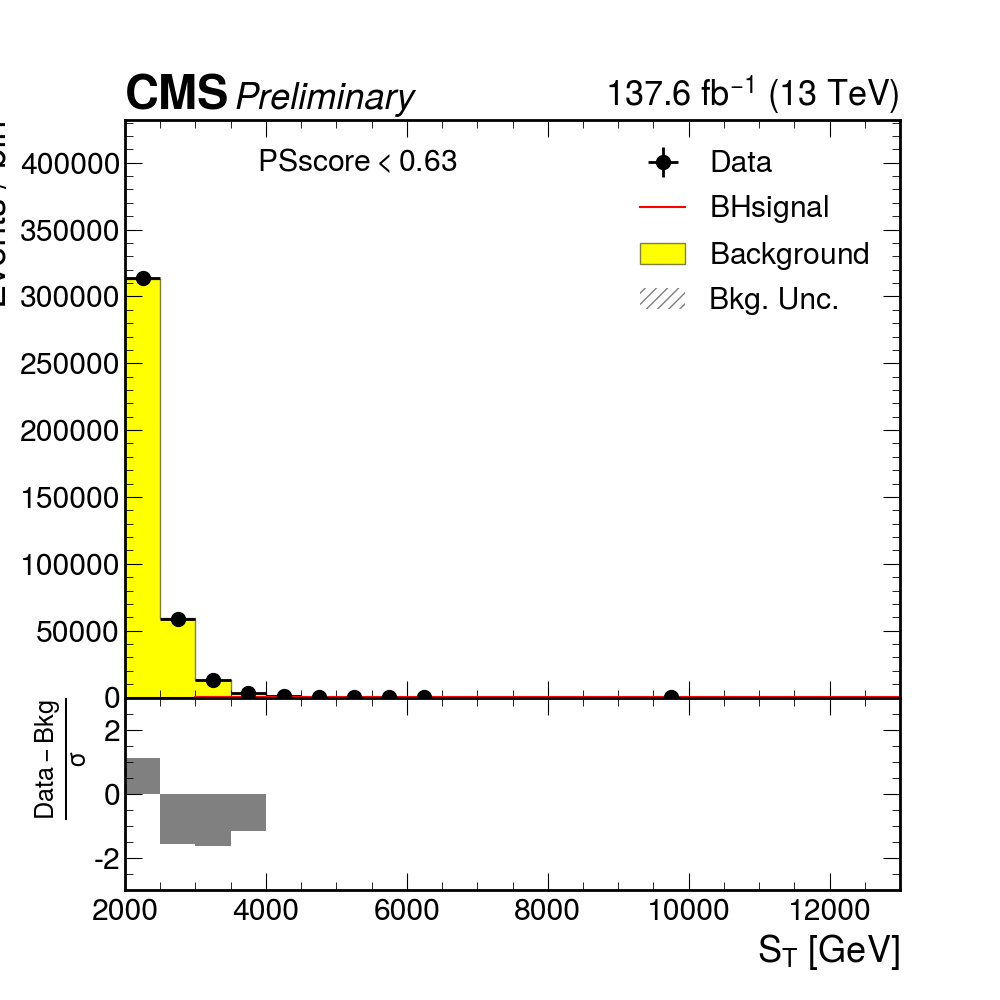 CMS Preliminary
137.6 fb⁻¹ (13 TeV)
PSscore < 0.63
Data
BHsignal
Background
Bkg. Unc.
400000
350000
300000
250000
200000
150000
100000
50000
0
Data – Bkg
σ
2
0
-2
2000 4000 6000 8000 10000 12000
S_T [GeV]